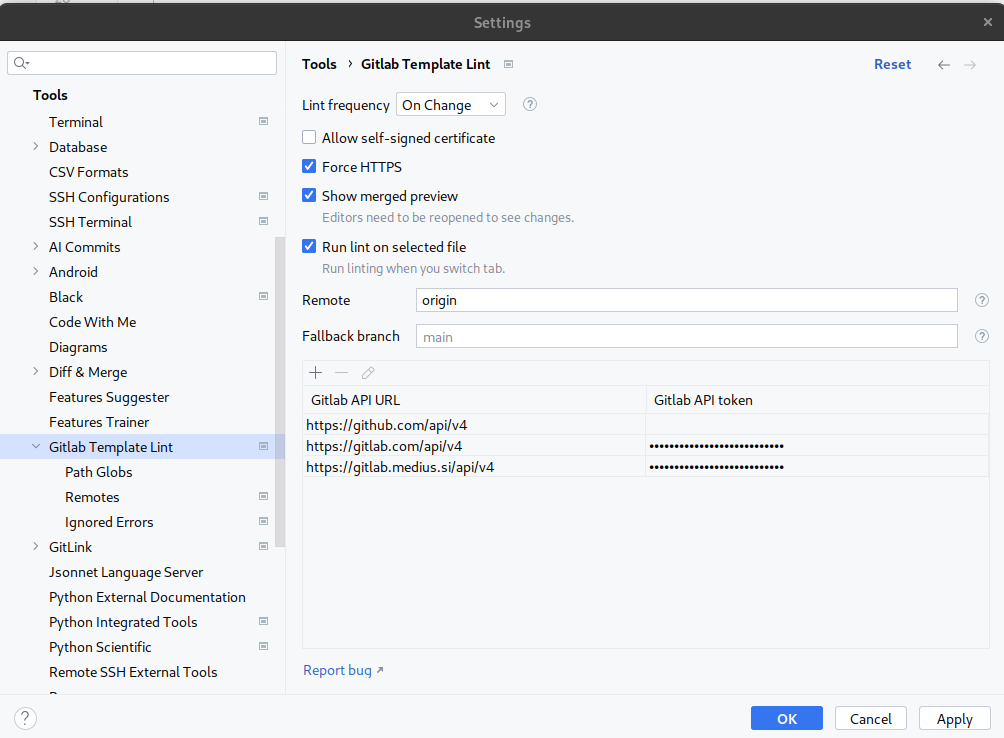 Settings
Tools › Gitlab Template Lint
Reset
Tools
Terminal
Database
CSV Formats
SSH Configurations
SSH Terminal
AI Commits
Android
Black
Code With Me
Diagrams
Diff & Merge
Features Suggester
Features Trainer
Gitlab Template Lint
Path Globs
Remotes
Ignored Errors
GitLink
Jsonnet Language Server
Python External Documentation
Python Integrated Tools
Python Scientific
Remote SSH External Tools
Lint frequency On Change
Allow self-signed certificate
Force HTTPS
Show merged preview
Editors need to be reopened to see changes.
Run lint on selected file
Run linting when you switch tab.
Remote origin
Fallback branch main
Gitlab API URL Gitlab API token
https://github.com/api/v4
https://gitlab.com/api/v4 •••••••••••••••••••••••••••
https://gitlab.medius.si/api/v4 •••••••••••••••••••••••••••
Report bug ↗
OK Cancel Apply